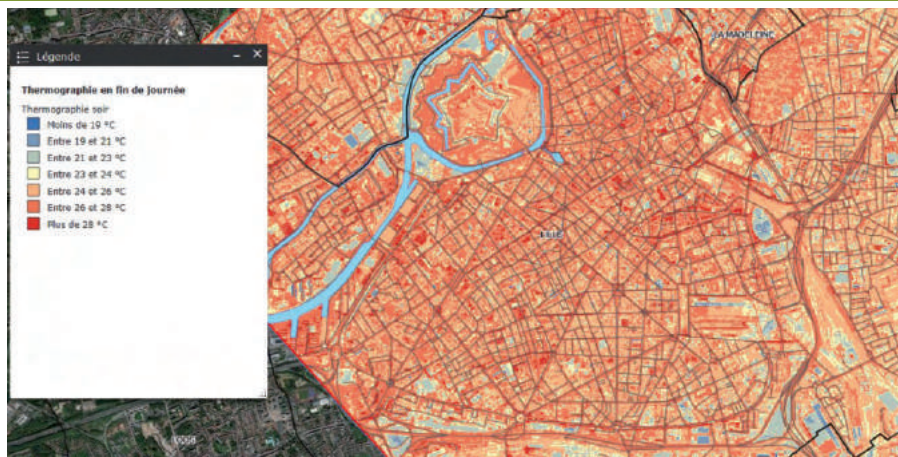 Légende
Thermographie en fin de journée
Thermographie soir
Moins de 19 °C
Entre 19 et 21 °C
Entre 21 et 23 °C
Entre 23 et 24 °C
Entre 24 et 26 °C
Entre 26 et 28 °C
Plus de 28 °C
LA MADELEINE
LILLE